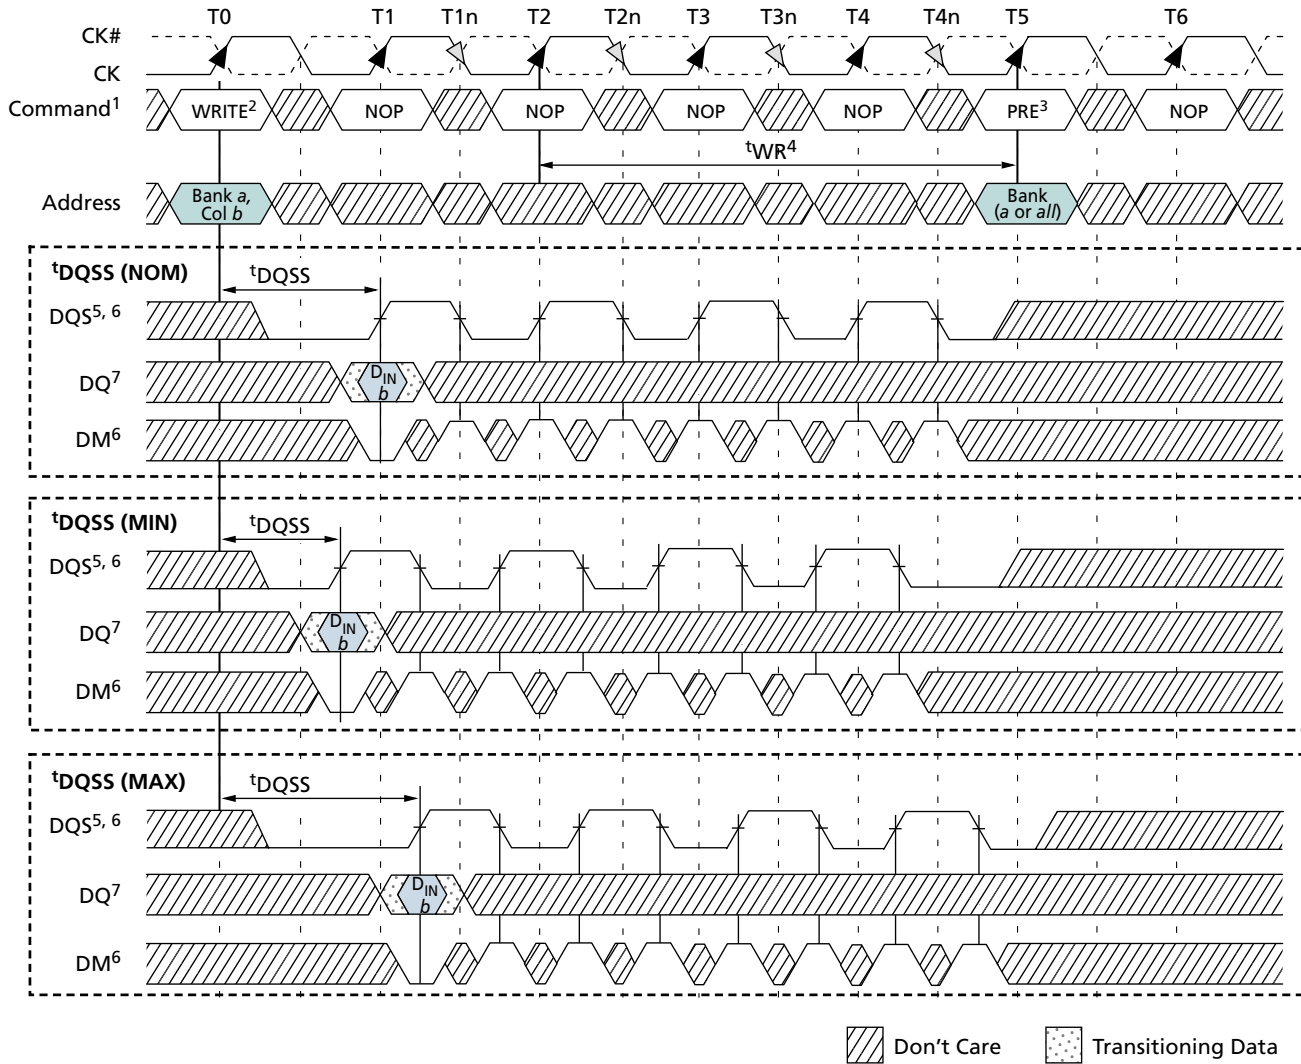 T0 T1 T1n T2 T2n T3 T3n T4 T4n T5 T6
CK#
CK
Command¹ WRITE² NOP NOP NOP NOP PRE³ NOP
ᵗWR⁴
Address Bank a, Col b Bank (a or all)
ᵗDQSS (NOM) ᵗDQSS
DQS⁵, ⁶
DQ⁷ DIN b
DM⁶
ᵗDQSS (MIN) ᵗDQSS
DQS⁵, ⁶
DQ⁷ DIN b
DM⁶
ᵗDQSS (MAX) ᵗDQSS
DQS⁵, ⁶
DQ⁷ DIN b
DM⁶
Don't Care Transitioning Data